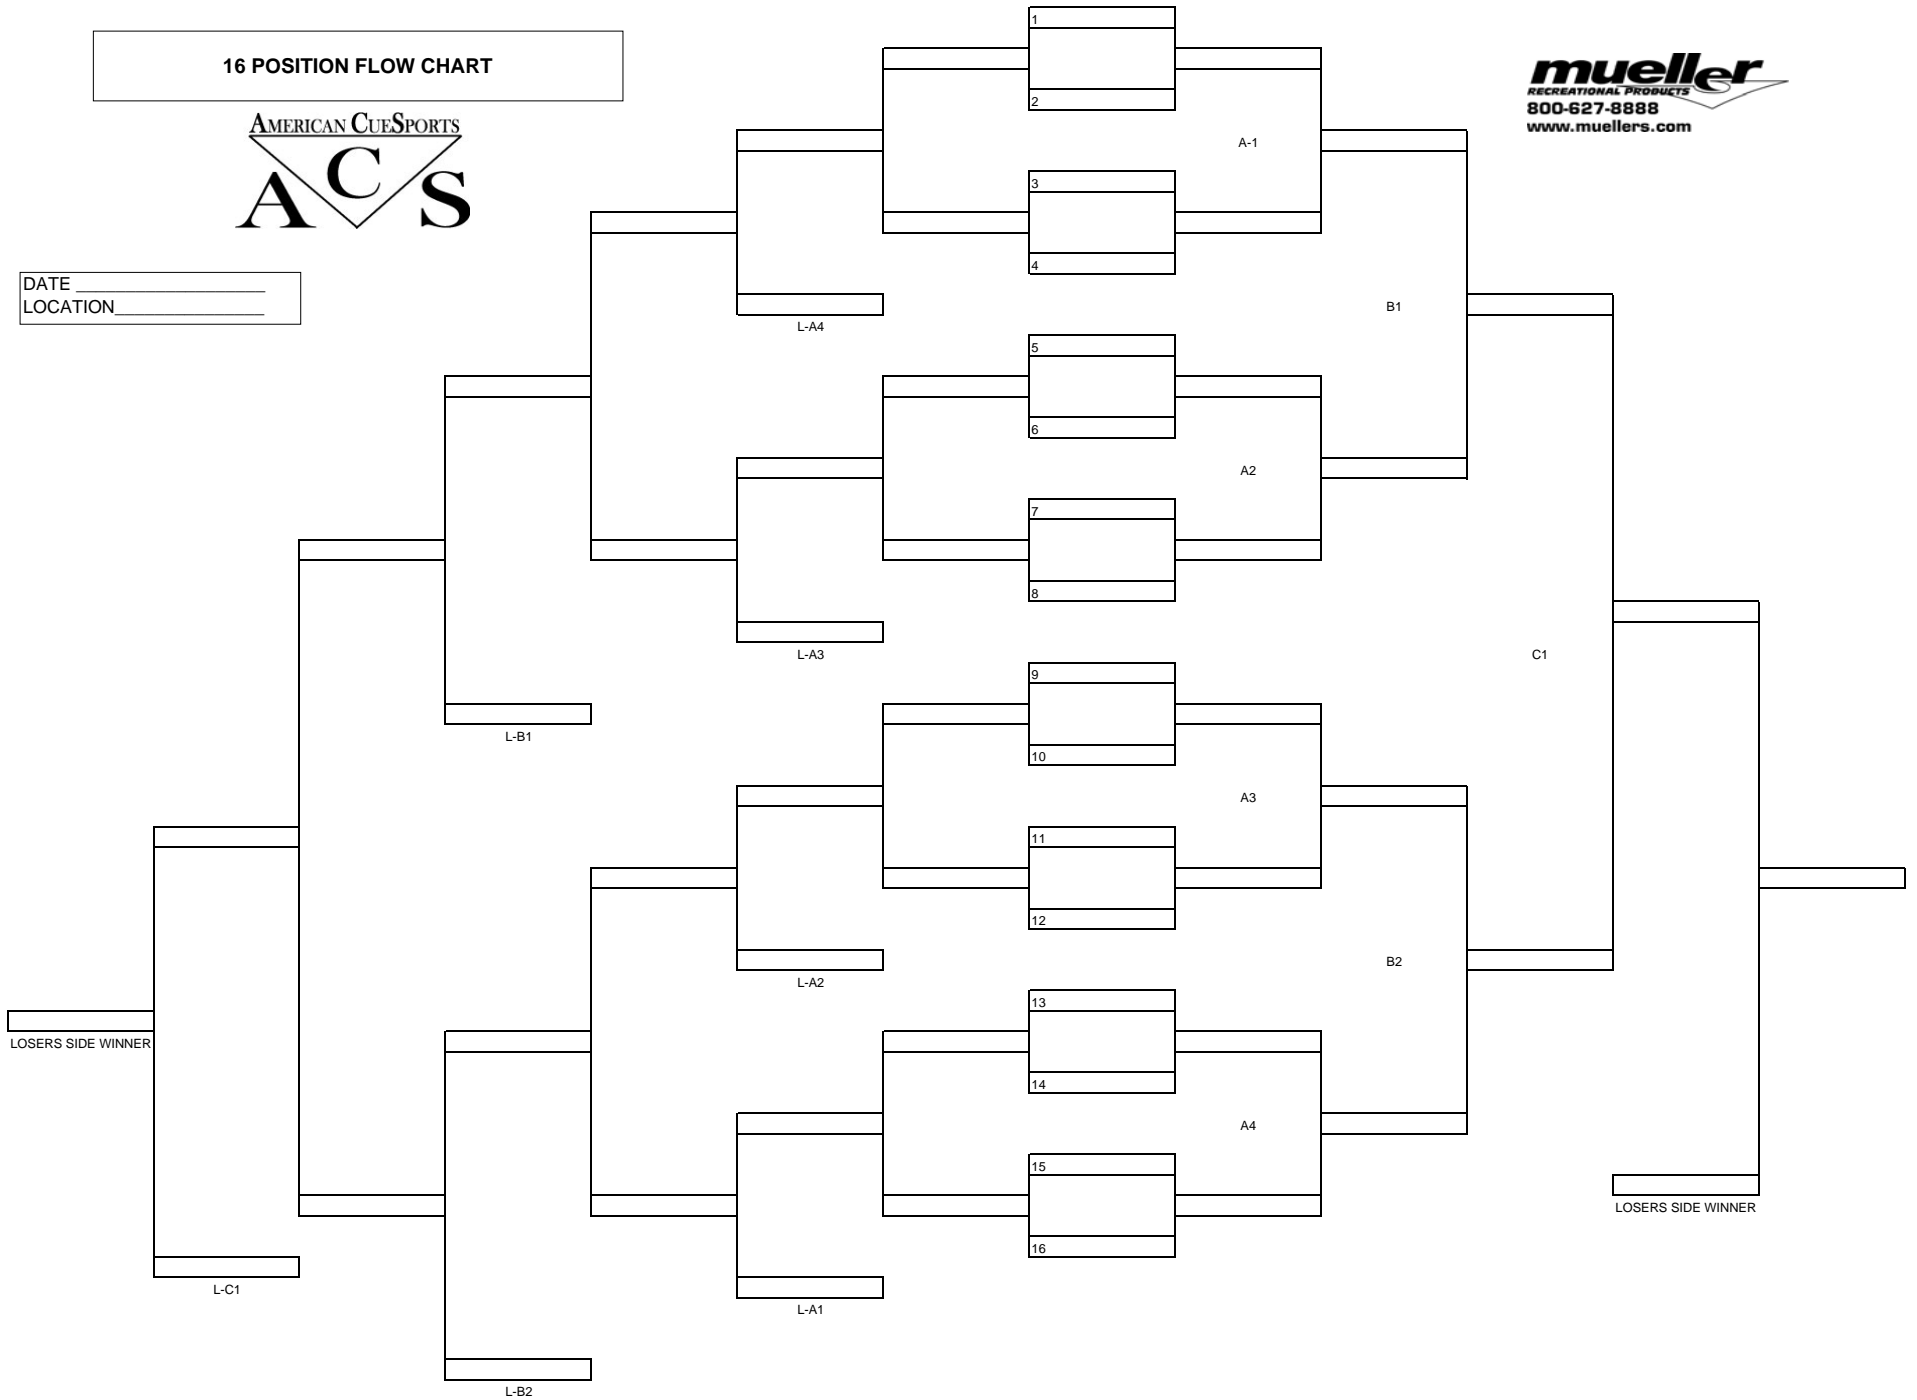 16 POSITION FLOW CHART
AMERICAN CUESPORTS
A C S
mueller
RECREATIONAL PRODUCTS
800-627-8888
www.muellers.com
DATE ___________________
LOCATION_______________
1
2
A-1
3
4
L-A4
B1
5
6
A2
7
8
L-A3
C1
9
L-B1
10
A3
11
12
B2
L-A2
13
LOSERS SIDE WINNER
14
A4
15
LOSERS SIDE WINNER
16
L-C1
L-A1
L-B2